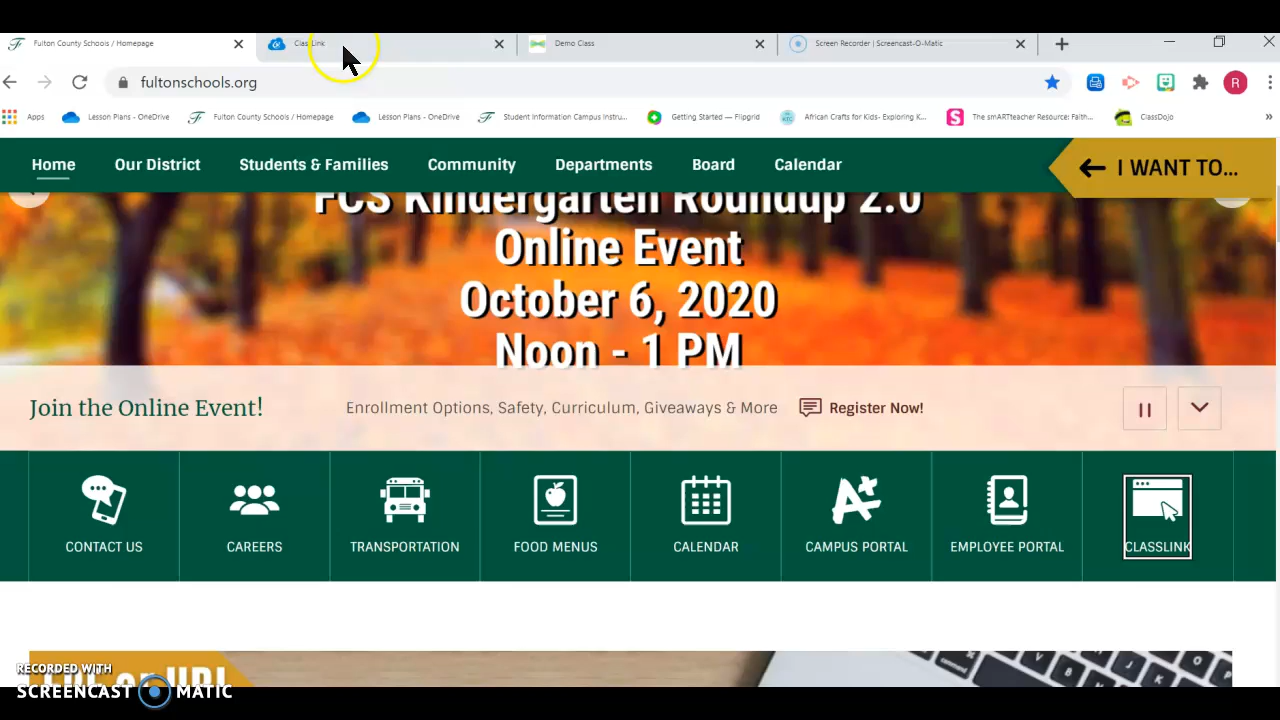 Fulton County Schools / Homepage
ClassLink
Demo Class
Screen Recorder | Screencast-O-Matic
fultonschools.org
R
Apps
Lesson Plans - OneDrive
Fulton County Schools / Homepage
Lesson Plans - OneDrive
Student Information Campus Instru...
Getting Started — Flipgrid
African Crafts for Kids- Exploring K...
The smARTteacher Resource: Faith...
ClassDojo
»
Home
Our District
Students & Families
Community
Departments
Board
Calendar
I WANT TO...
FCS Kindergarten Roundup 2.0
Online Event
October 6, 2020
Noon - 1 PM
Join the Online Event!
Enrollment Options, Safety, Curriculum, Giveaways & More
Register Now!
CONTACT US
CAREERS
TRANSPORTATION
FOOD MENUS
CALENDAR
CAMPUS PORTAL
EMPLOYEE PORTAL
CLASSLINK
RECORDED WITH
SCREENCAST MATIC